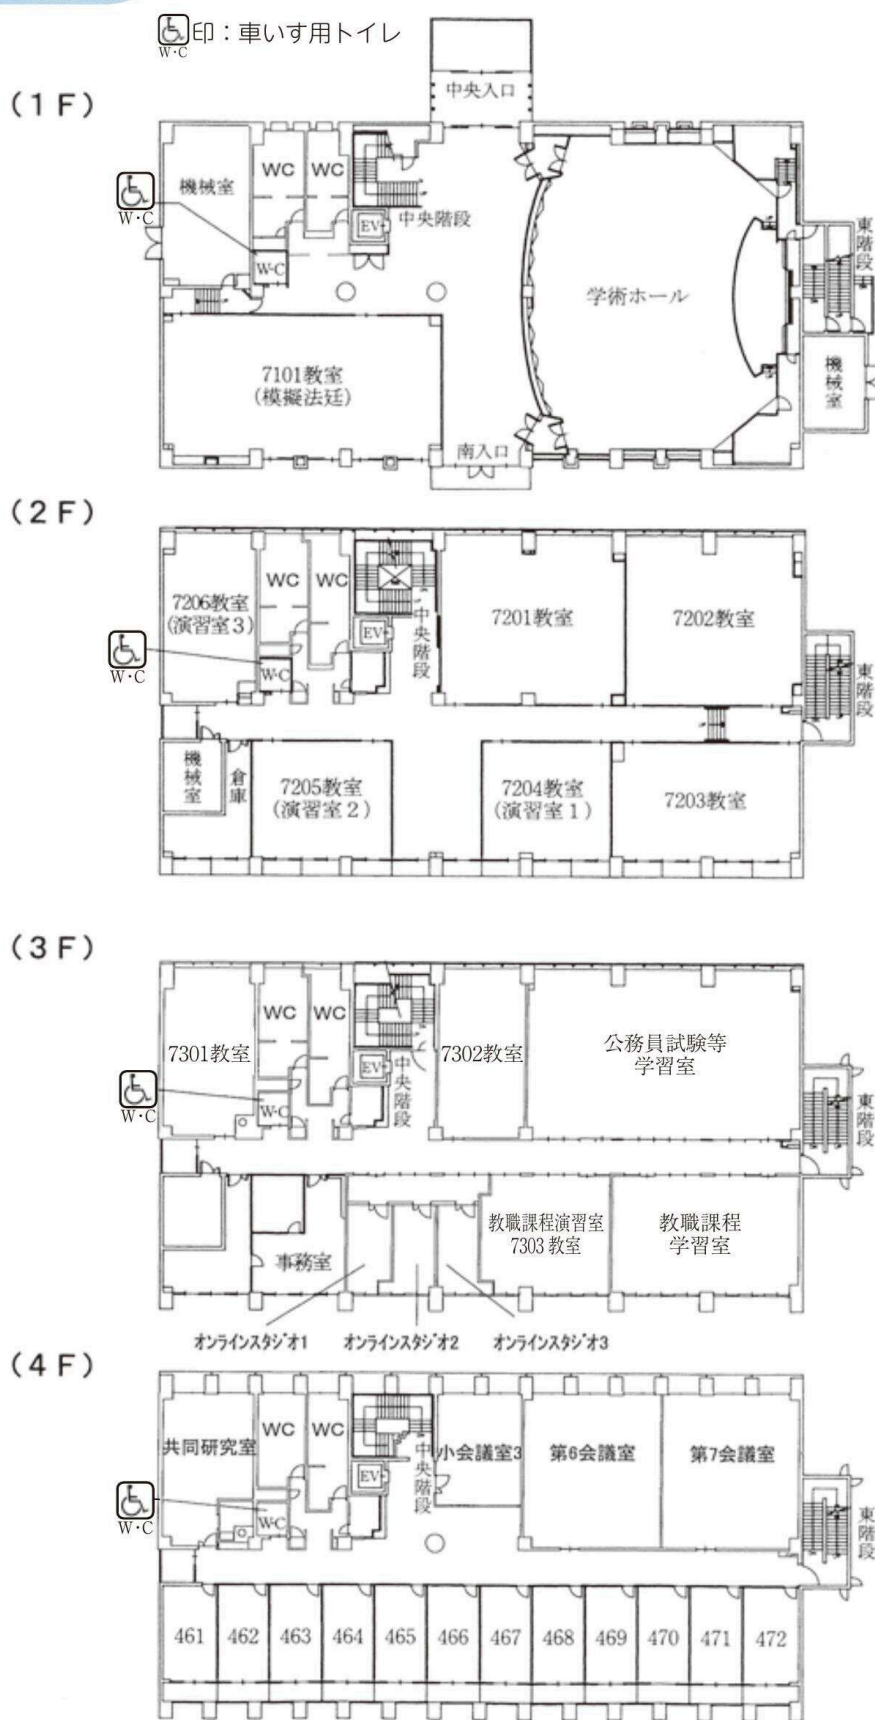 印：車いす用トイレ
W・C
（1F）
中央入口
機械室
WC
WC
W・C
EV
中央階段
W・C
学術ホール
東階段
機械室
7101教室
（模擬法廷）
南入口
（2F）
7206教室
（演習室３）
WC
WC
EV
中央階段
7201教室
7202教室
W・C
W・C
東階段
機械室
倉庫
7205教室
（演習室２）
7204教室
（演習室１）
7203教室
（3F）
7301教室
WC
WC
EV
中央階段
7302教室
公務員試験等
学習室
W・C
W・C
東階段
事務室
教職課程演習室
7303 教室
教職課程
学習室
オンラインスタジオ1
オンラインスタジオ2
オンラインスタジオ3
（4F）
共同研究室
WC
WC
EV
中央階段
小会議室3
第6会議室
第7会議室
W・C
W・C
東階段
461
462
463
464
465
466
467
468
469
470
471
472